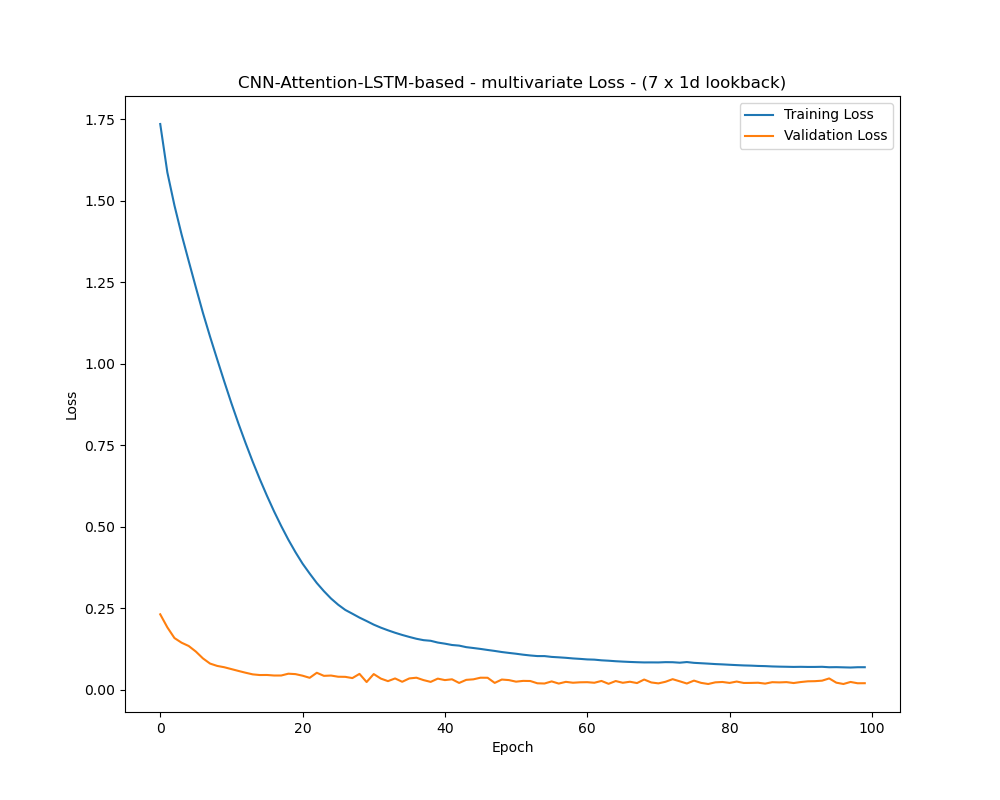 CNN-Attention-LSTM-based - multivariate Loss - (7 x 1d lookback)
Training Loss
Validation Loss
1.75
1.50
1.25
1.00
0.75
0.50
0.25
0.00
Loss
0 20 40 60 80 100
Epoch